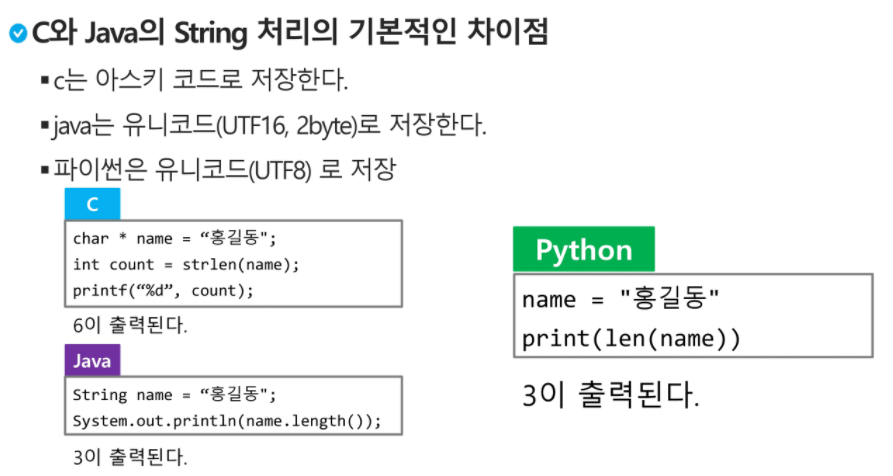 C와 Java의 String 처리의 기본적인 차이점
▪c는 아스키 코드로 저장한다.
▪java는 유니코드(UTF16, 2byte)로 저장한다.
▪파이썬은 유니코드(UTF8) 로 저장
C
char * name = “홍길동";
int count = strlen(name);
printf(“%d”, count);
6이 출력된다.
Java
String name = “홍길동";
System.out.println(name.length());
3이 출력된다.
Python
name = "홍길동"
print(len(name))
3이 출력된다.